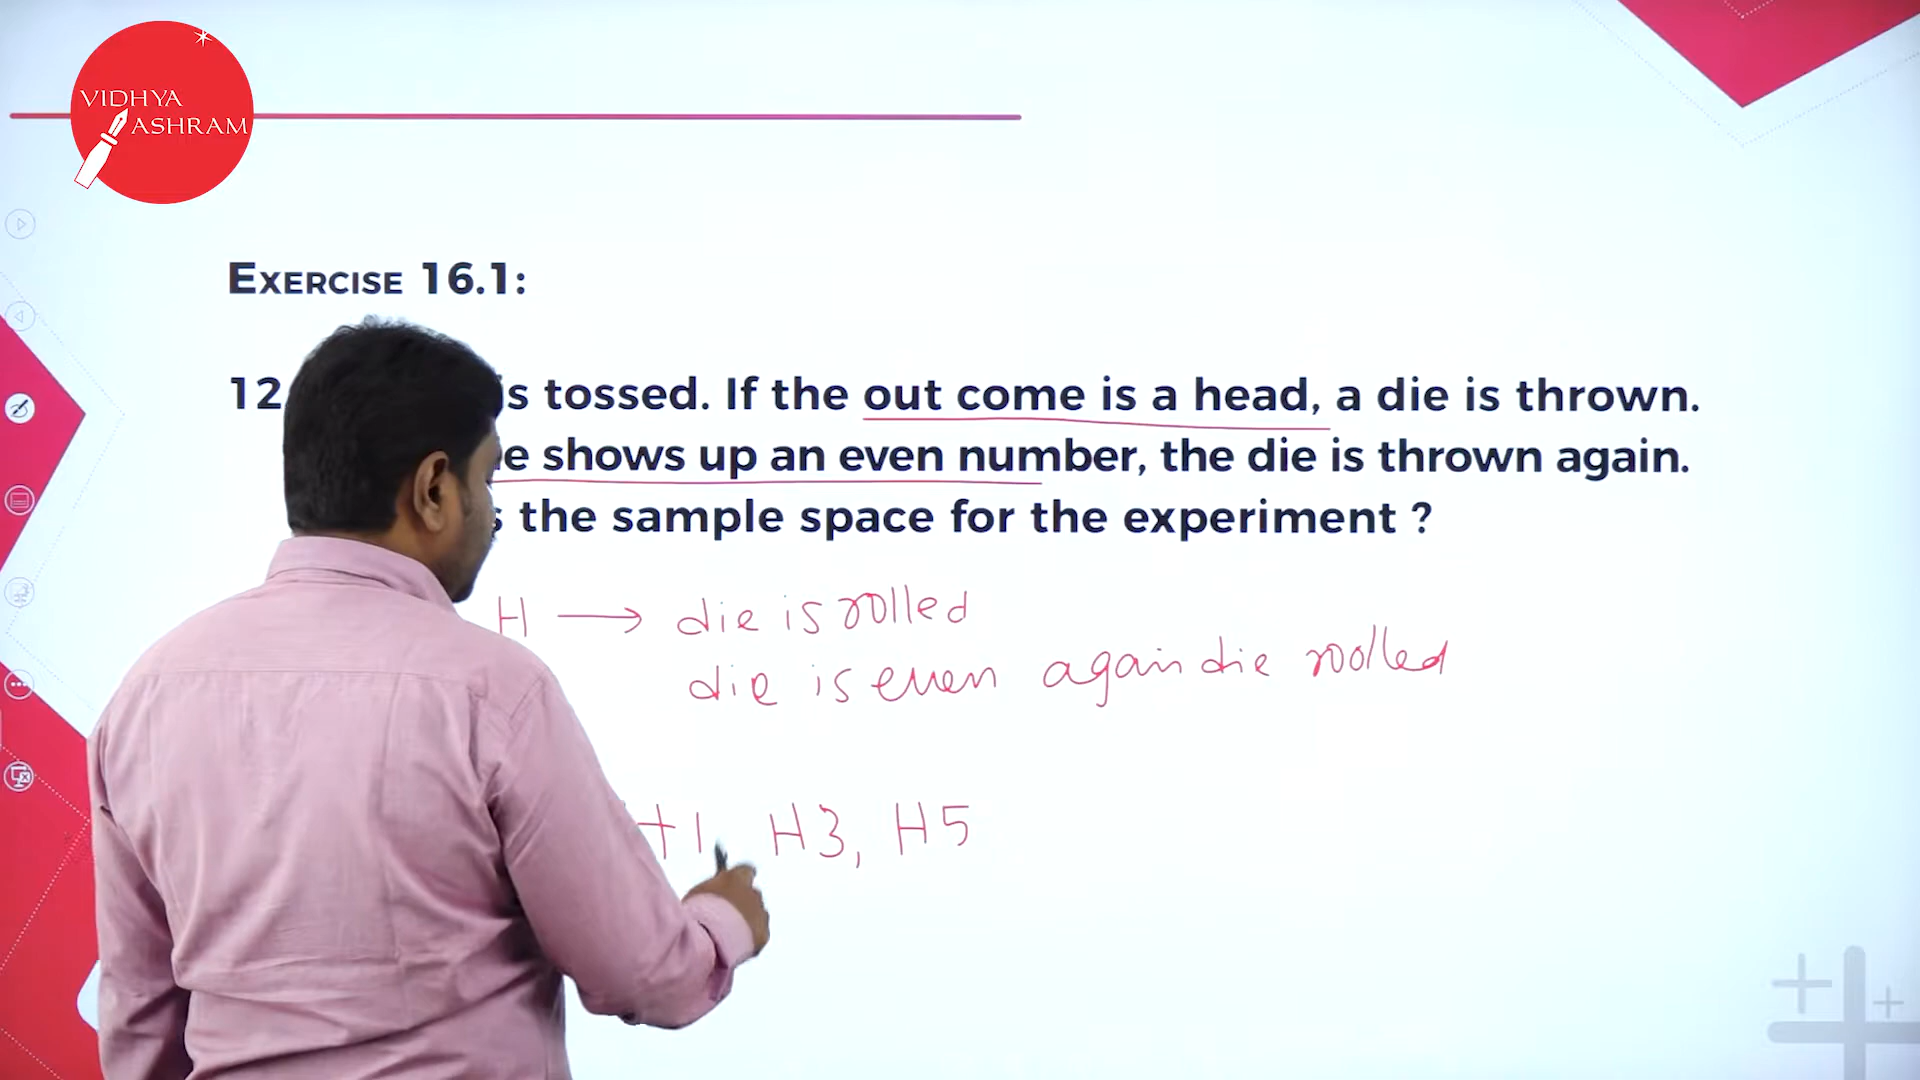 VIDHYA
ASHRAM
EXERCISE 16.1:
12 is tossed. If the out come is a head, a die is thrown.
shows up an even number, the die is thrown again.
the sample space for the experiment ?
H → die is rolled
die is even again die rolled
1, H3, H5